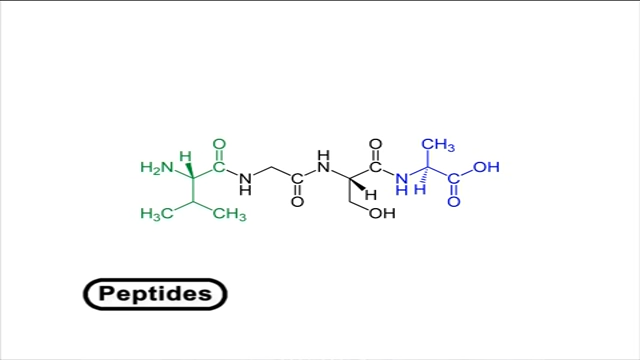 O H O CH₃
H₂N H N N OH
H O H H H O
H₃C CH₃ OH
Peptides